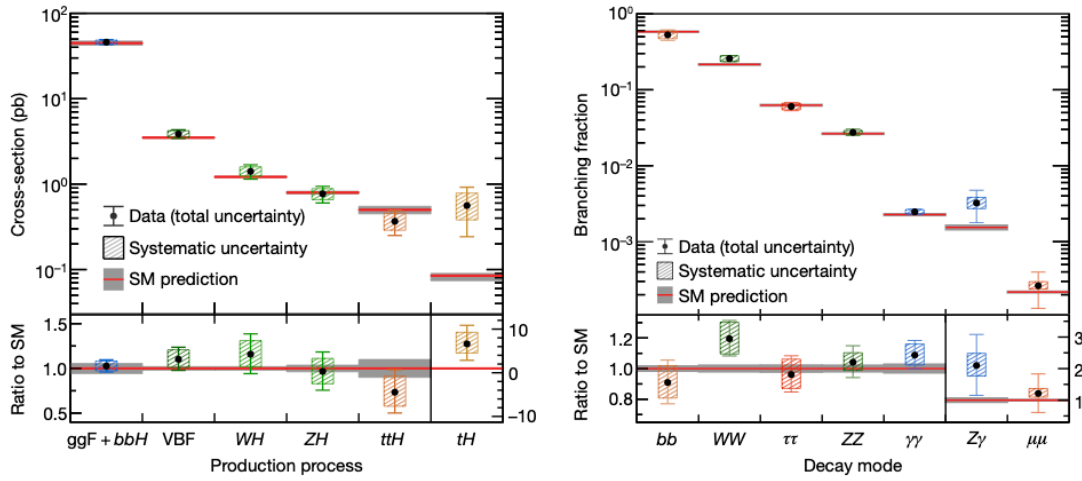 10²
10¹
10⁰
10⁻¹
Cross-section (pb)
Data (total uncertainty)
Systematic uncertainty
SM prediction
1.5
1.0
0.5
Ratio to SM
10
0
−10
ggF + bbH VBF WH ZH ttH tH
Production process
10⁰
10⁻¹
10⁻²
10⁻³
Branching fraction
Data (total uncertainty)
Systematic uncertainty
SM prediction
1.2
1.0
0.8
Ratio to SM
3
2
1
bb WW ττ ZZ γγ Zγ μμ
Decay mode